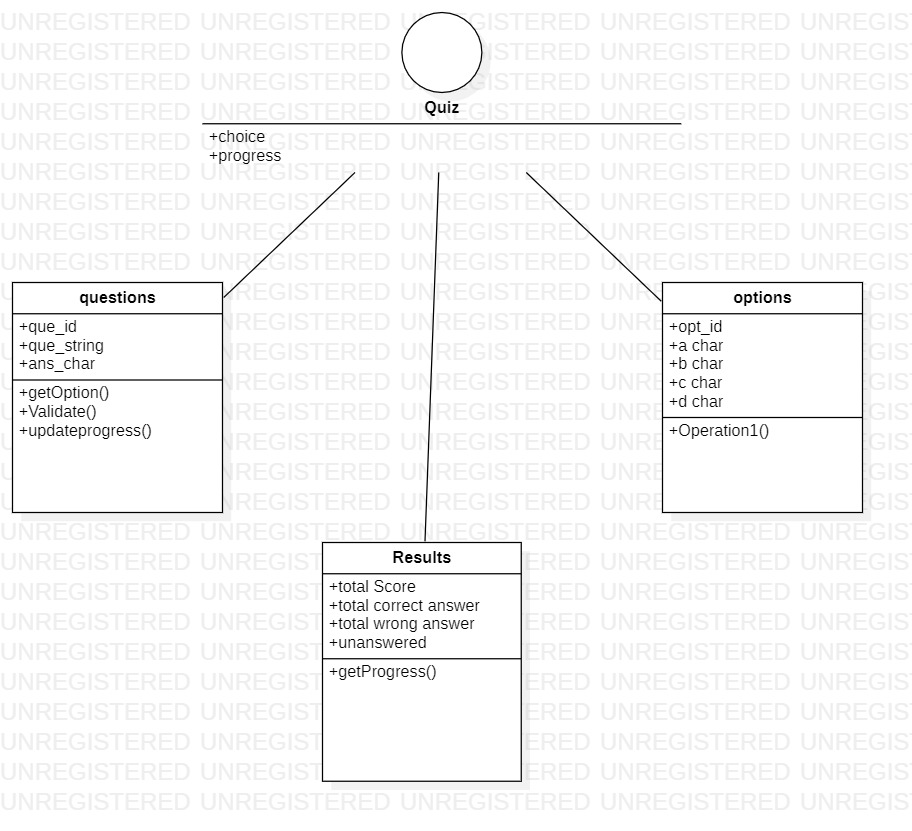 Quiz
+choice
+progress
questions
+que_id
+que_string
+ans_char
+getOption()
+Validate()
+updateprogress()
options
+opt_id
+a char
+b char
+c char
+d char
+Operation1()
Results
+total Score
+total correct answer
+total wrong answer
+unanswered
+getProgress()
UNREGISTERED